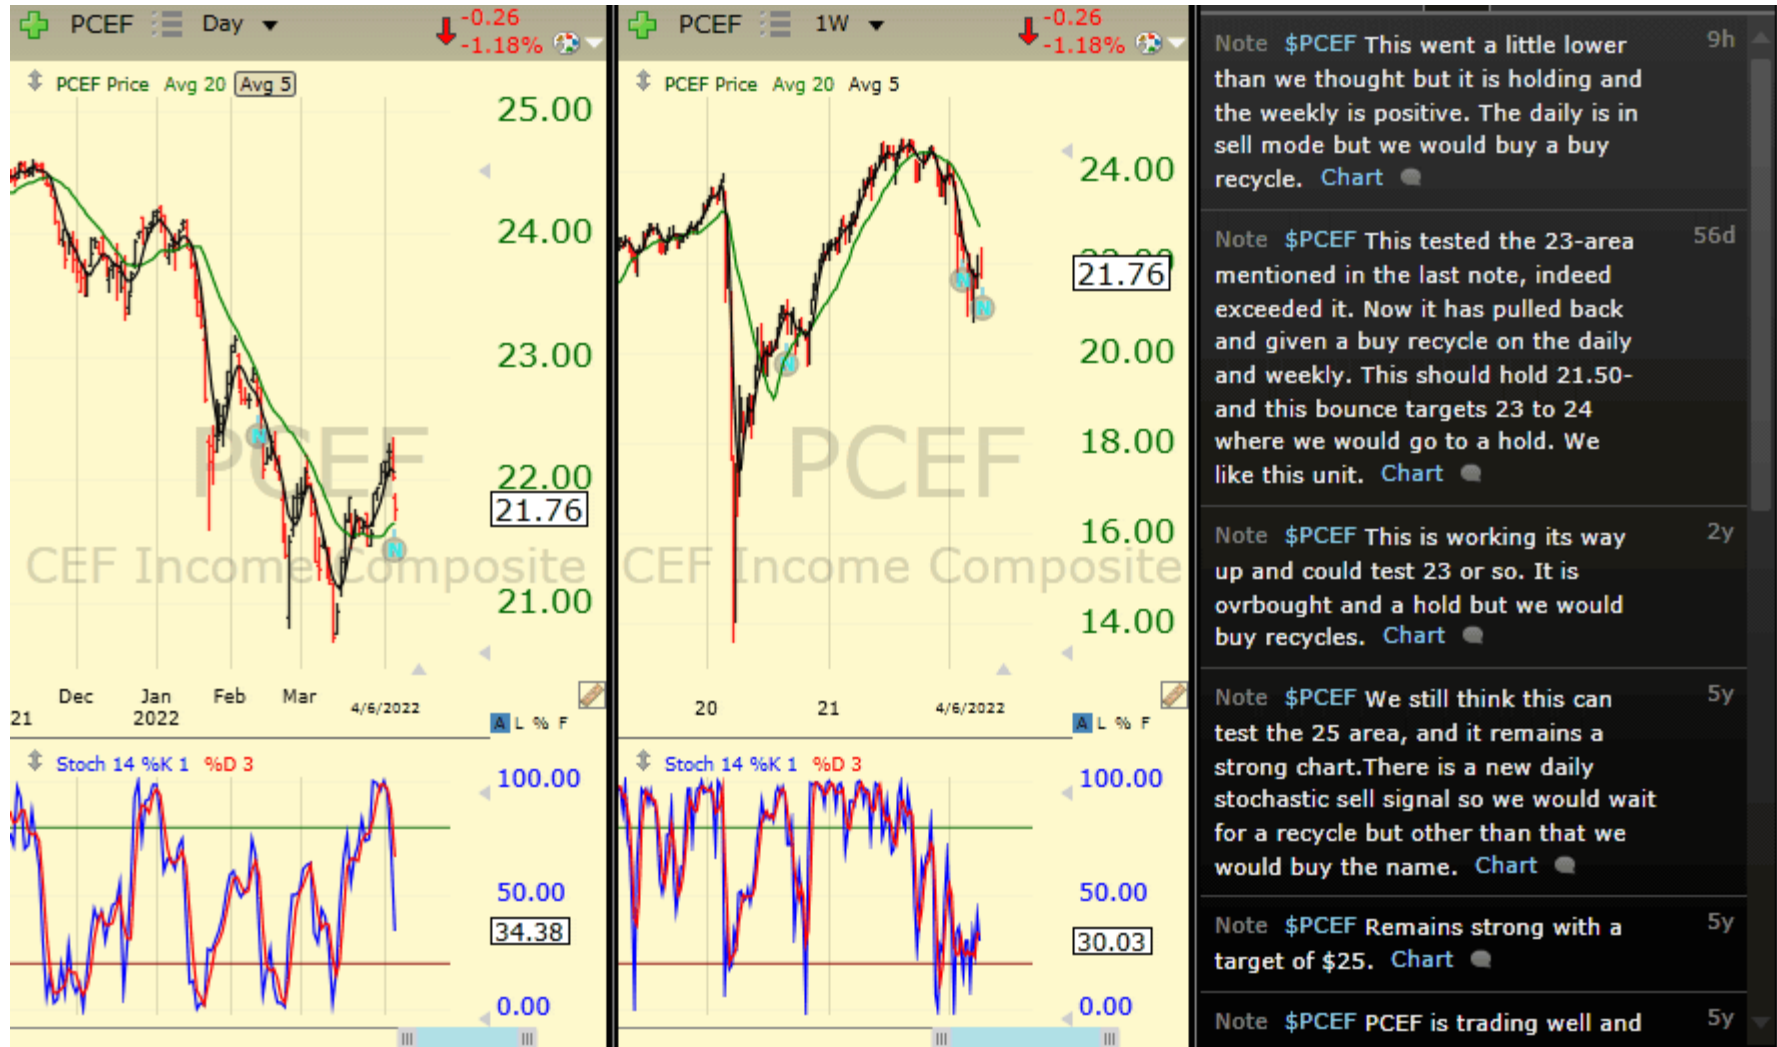 PCEF Day
-0.26
-1.18%
PCEF Price Avg 20 Avg 5
25.00
24.00
23.00
22.00
21.76
21.00
PCEF
CEF Income Composite
Dec Jan Feb Mar 4/6/2022
21 2022
A L % F
Stoch 14 %K 1 %D 3
100.00
50.00
34.38
0.00
N
N
PCEF 1W
-0.26
-1.18%
PCEF Price Avg 20 Avg 5
24.00
21.76
20.00
18.00
16.00
14.00
PCEF
CEF Income Composite
20 21 4/6/2022
A L % F
Stoch 14 %K 1 %D 3
100.00
50.00
30.03
0.00
N
N
N
Note $PCEF This went a little lower 9h
than we thought but it is holding and
the weekly is positive. The daily is in
sell mode but we would buy a buy
recycle. Chart
Note $PCEF This tested the 23-area 56d
mentioned in the last note, indeed
exceeded it. Now it has pulled back
and given a buy recycle on the daily
and weekly. This should hold 21.50-
and this bounce targets 23 to 24
where we would go to a hold. We
like this unit. Chart
Note $PCEF This is working its way 2y
up and could test 23 or so. It is
ovrbought and a hold but we would
buy recycles. Chart
Note $PCEF We still think this can 5y
test the 25 area, and it remains a
strong chart.There is a new daily
stochastic sell signal so we would wait
for a recycle but other than that we
would buy the name. Chart
Note $PCEF Remains strong with a 5y
target of $25. Chart
Note $PCEF PCEF is trading well and 5y